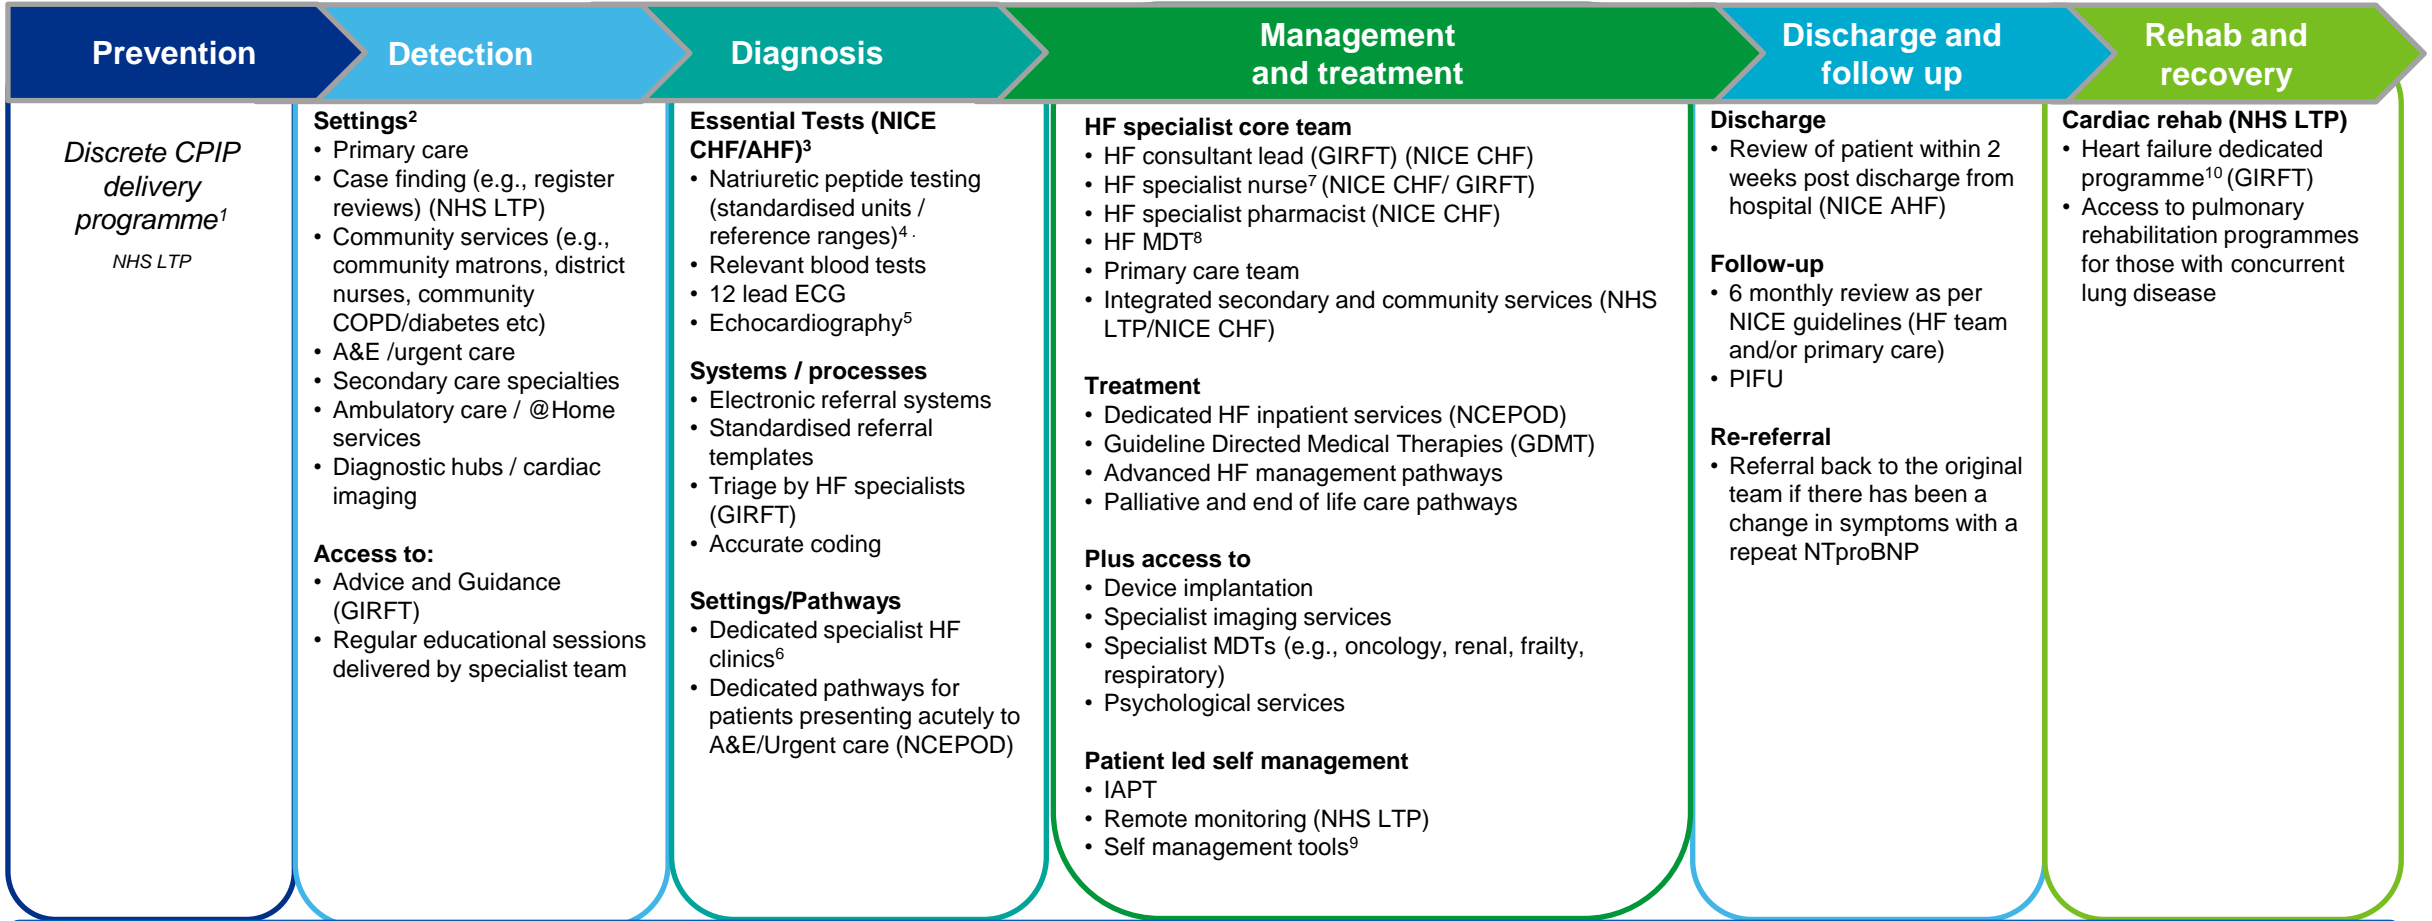 Prevention
Detection
Diagnosis
Management
and treatment
Discharge and
follow up
Rehab and
recovery
Discrete CPIP
delivery
programme¹
NHS LTP
Settings²
• Primary care
• Case finding (e.g., register
reviews) (NHS LTP)
• Community services (e.g.,
community matrons, district
nurses, community
COPD/diabetes etc)
• A&E /urgent care
• Secondary care specialties
• Ambulatory care / @Home
services
• Diagnostic hubs / cardiac
imaging
Access to:
• Advice and Guidance
(GIRFT)
• Regular educational sessions
delivered by specialist team
Essential Tests (NICE
CHF/AHF)³
• Natriuretic peptide testing
(standardised units /
reference ranges)⁴ ·
• Relevant blood tests
• 12 lead ECG
• Echocardiography⁵
Systems / processes
• Electronic referral systems
• Standardised referral
templates
• Triage by HF specialists
(GIRFT)
• Accurate coding
Settings/Pathways
• Dedicated specialist HF
clinics⁶
• Dedicated pathways for
patients presenting acutely to
A&E/Urgent care (NCEPOD)
HF specialist core team
• HF consultant lead (GIRFT) (NICE CHF)
• HF specialist nurse⁷ (NICE CHF/ GIRFT)
• HF specialist pharmacist (NICE CHF)
• HF MDT⁸
• Primary care team
• Integrated secondary and community services (NHS
LTP/NICE CHF)
Treatment
• Dedicated HF inpatient services (NCEPOD)
• Guideline Directed Medical Therapies (GDMT)
• Advanced HF management pathways
• Palliative and end of life care pathways
Plus access to
• Device implantation
• Specialist imaging services
• Specialist MDTs (e.g., oncology, renal, frailty,
respiratory)
• Psychological services
Patient led self management
• IAPT
• Remote monitoring (NHS LTP)
• Self management tools⁹
Discharge
• Review of patient within 2
weeks post discharge from
hospital (NICE AHF)
Follow-up
• 6 monthly review as per
NICE guidelines (HF team
and/or primary care)
• PIFU
Re-referral
• Referral back to the original
team if there has been a
change in symptoms with a
repeat NTproBNP
Cardiac rehab (NHS LTP)
• Heart failure dedicated
programme¹⁰ (GIRFT)
• Access to pulmonary
rehabilitation programmes
for those with concurrent
lung disease